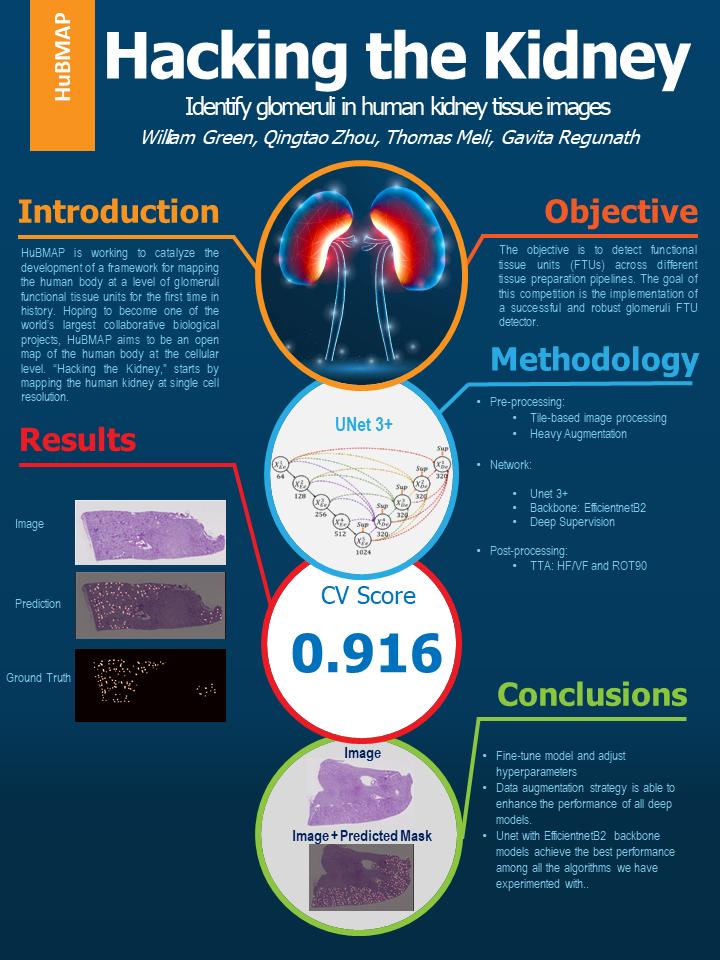 HuBMAP
Hacking the Kidney
Identify glomeruli in human kidney tissue images
William Green, Qingtao Zhou, Thomas Meli, Gavita Regunath
Introduction
HuBMAP is working to catalyze the
development of a framework for mapping
the human body at a level of glomeruli
functional tissue units for the first time in
history. Hoping to become one of the
world's largest collaborative biological
projects, HuBMAP aims to be an open
map of the human body at the cellular
level. "Hacking the Kidney," starts by
mapping the human kidney at single cell
resolution.
Objective
The objective is to detect functional
tissue units (FTUs) across different
tissue preparation pipelines. The goal of
this competition is the implementation of
a successful and robust glomeruli FTU
detector.
Methodology
• Pre-processing:
• Tile-based image processing
• Heavy Augmentation
• Network:
• Unet 3+
• Backbone: EfficientnetB2
• Deep Supervision
• Post-processing:
• TTA: HF/VF and ROT90
UNet 3+
Sup
64
320
Sup
128
320
Sup
256
320
Sup
512
320
1024
Results
Image
Prediction
Ground Truth
CV Score
0.916
Image
Image + Predicted Mask
Conclusions
• Fine-tune model and adjust
hyperparameters
• Data augmentation strategy is able to
enhance the performance of all deep
models.
• Unet with EfficientnetB2 backbone
models achieve the best performance
among all the algorithms we have
experimented with..